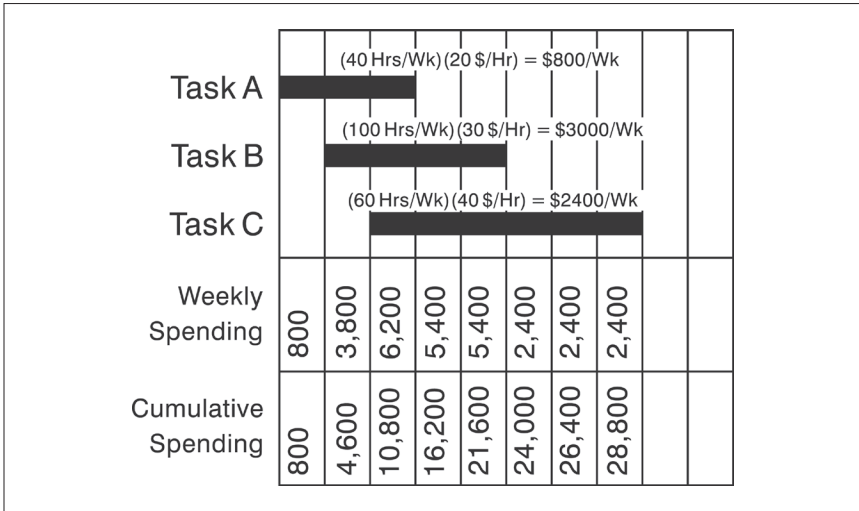 (40 Hrs/Wk)(20 $/Hr) = $800/Wk
Task A
(100 Hrs/Wk)(30 $/Hr) = $3000/Wk
Task B
(60 Hrs/Wk)(40 $/Hr) = $2400/Wk
Task C
Weekly
Spending
800
3,800
6,200
5,400
5,400
2,400
2,400
2,400
Cumulative
Spending
800
4,600
10,800
16,200
21,600
24,000
26,400
28,800